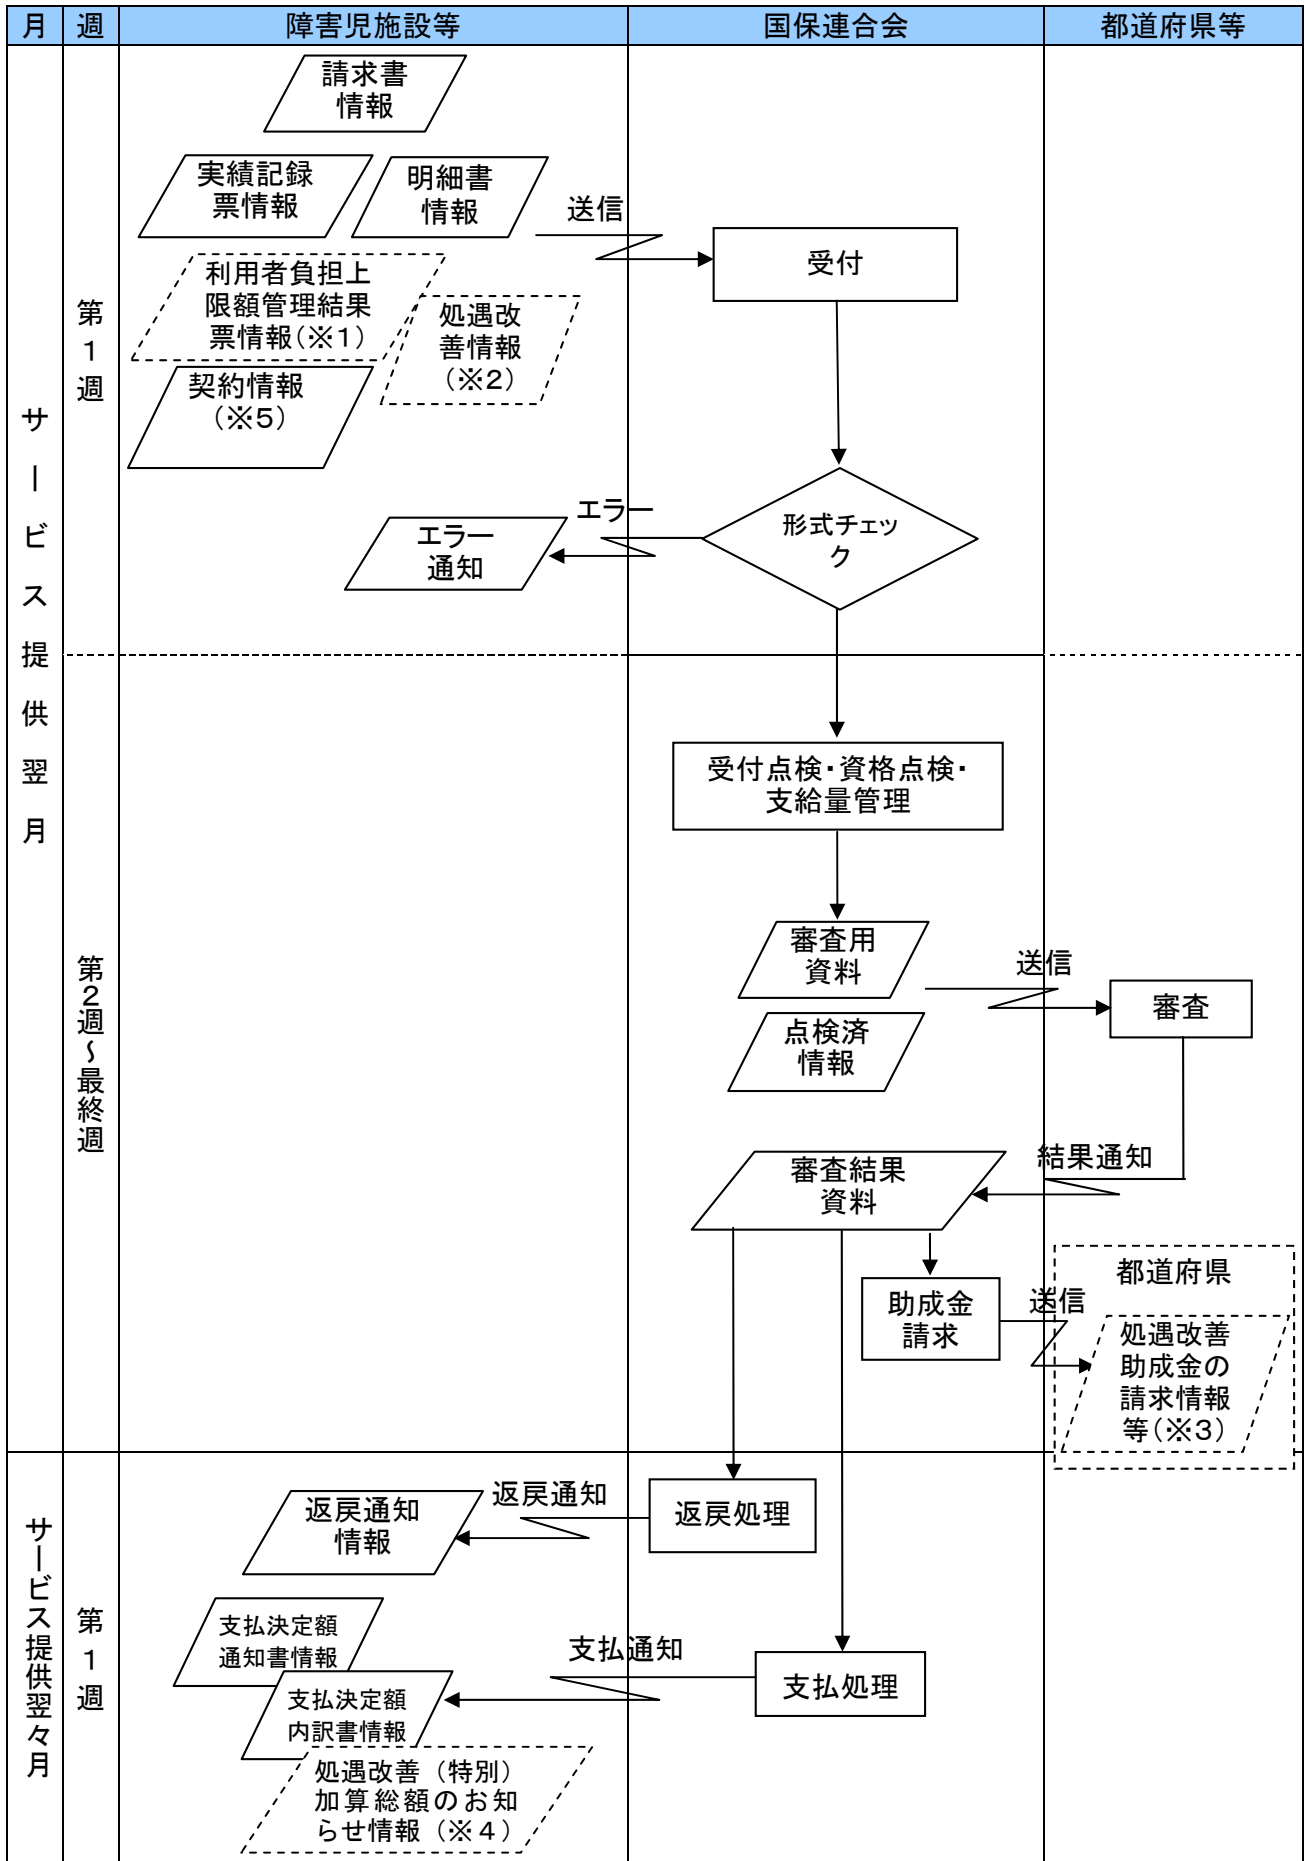 月
週
障害児施設等
国保連合会
都道府県等
サービス提供翌月
第1週
請求書
情報
実績記録
票情報
明細書
情報
送信
受付
利用者負担上
限額管理結果
票情報(※1)
処遇改
善情報
(※2)
契約情報
(※5)
エラー
エラー
通知
形式チェッ
ク
第2週～最終週
受付点検・資格点検・
支給量管理
審査用
資料
送信
審査
点検済
情報
結果通知
審査結果
資料
助成金
請求
送信
都道府県
処遇改善
助成金の
請求情報
等(※3)
サービス提供翌々月
第1週
返戻通知
情報
返戻通知
返戻処理
支払決定額
通知書情報
支払通知
支払処理
支払決定額
内訳書情報
処遇改善（特別）
加算総額のお知
らせ情報（※４）